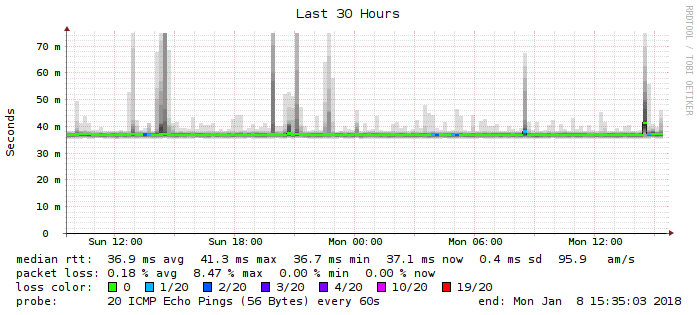 Last 30 Hours
RRDTOOL / TOBI OETIKER
Seconds
70 m
60 m
50 m
40 m
30 m
20 m
10 m
0
Sun 12:00 Sun 18:00 Mon 00:00 Mon 06:00 Mon 12:00
median rtt: 36.9 ms avg 41.3 ms max 36.7 ms min 37.1 ms now 0.4 ms sd 95.9 am/s
packet loss: 0.18 % avg 8.47 % max 0.00 % min 0.00 % now
loss color: 0 1/20 2/20 3/20 4/20 10/20 19/20
probe: 20 ICMP Echo Pings (56 Bytes) every 60s end: Mon Jan 8 15:35:03 2018